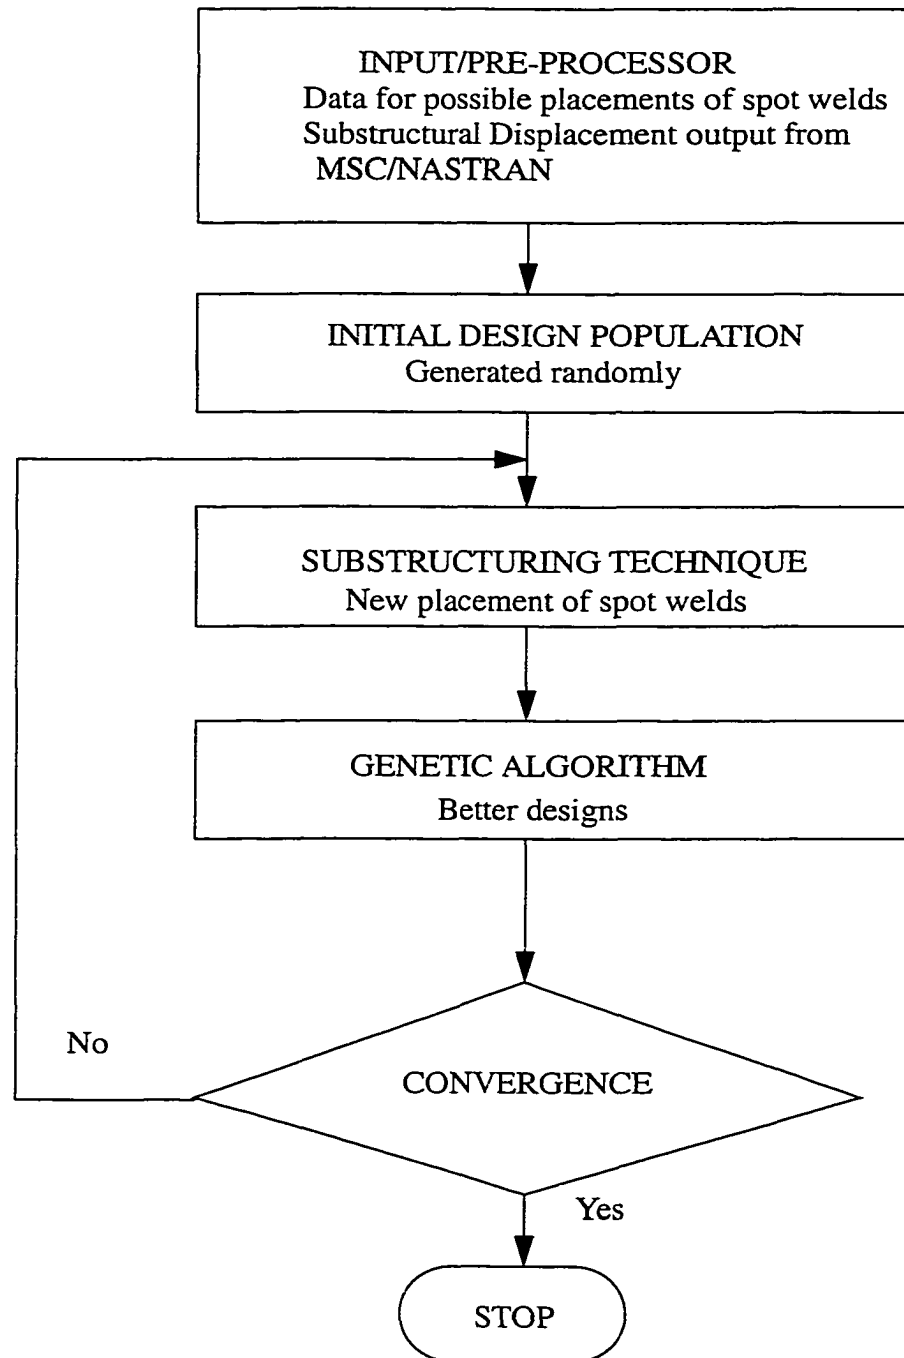 INPUT/PRE-PROCESSOR
Data for possible placements of spot welds
Substructural Displacement output from
MSC/NASTRAN
INITIAL DESIGN POPULATION
Generated randomly
SUBSTRUCTURING TECHNIQUE
New placement of spot welds
GENETIC ALGORITHM
Better designs
No
CONVERGENCE
Yes
STOP